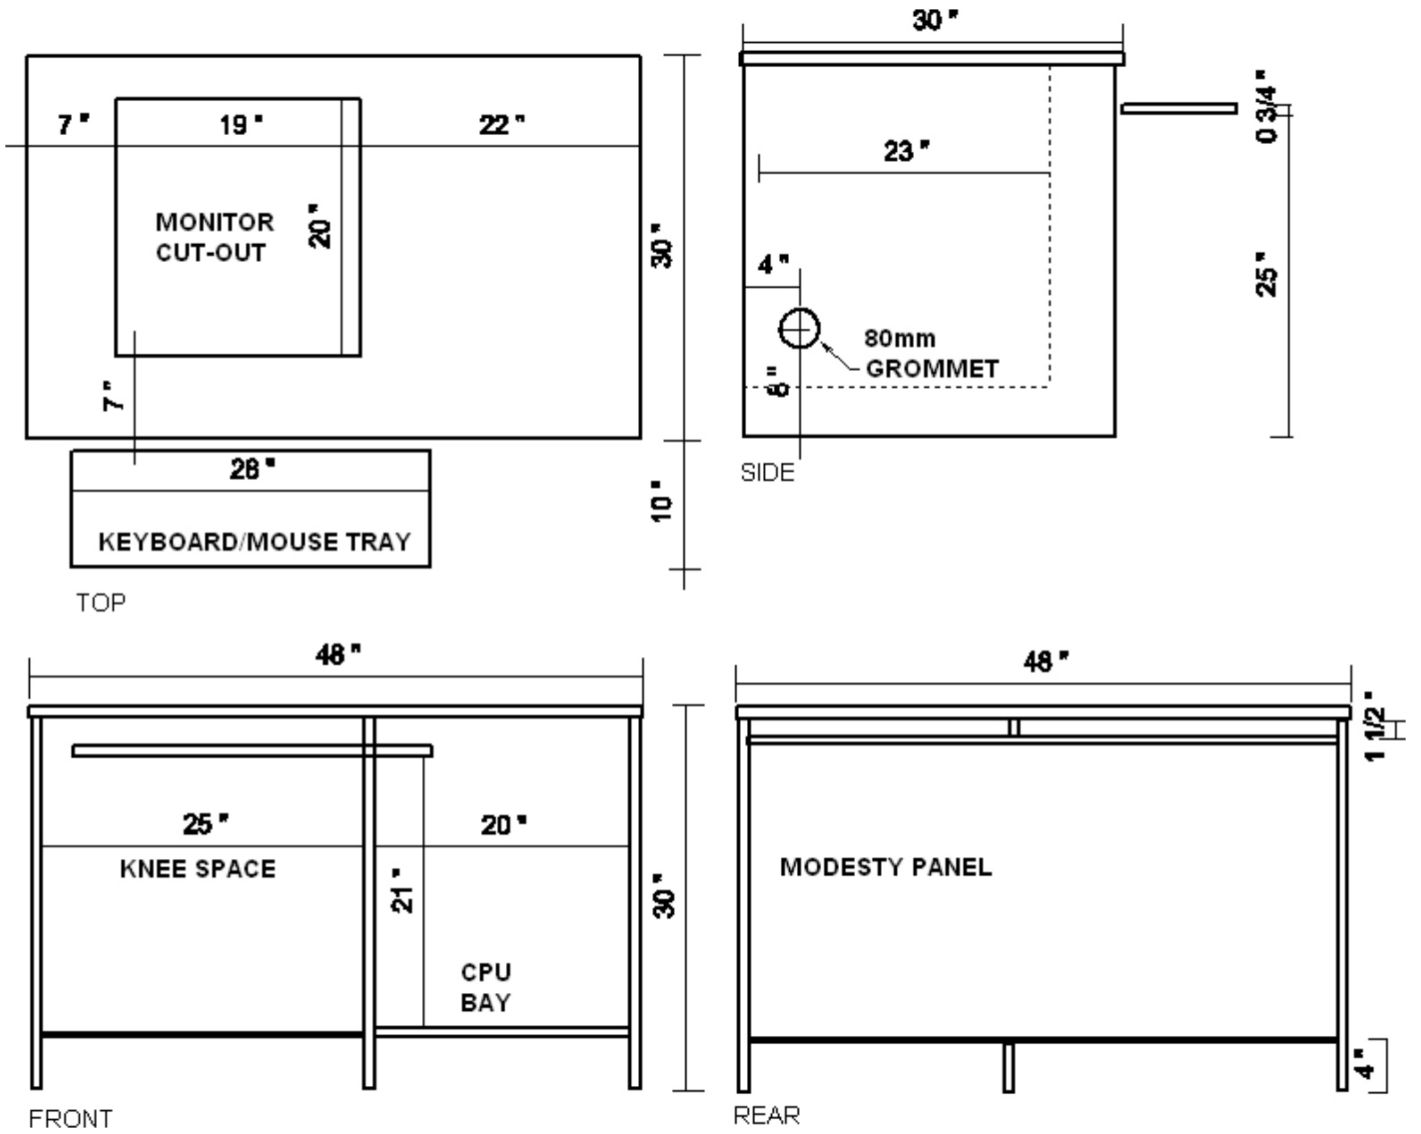 7 "
19 "
22 "
MONITOR
CUT-OUT
20 "
30 "
7 "
28 "
KEYBOARD/MOUSE TRAY
10 "
TOP
30 "
0 3/4 "
23 "
4 "
25 "
80mm
GROMMET
SIDE
48 "
25 "
20 "
KNEE SPACE
21 "
30 "
CPU
BAY
FRONT
48 "
1 1/2 "
MODESTY PANEL
4 "
REAR